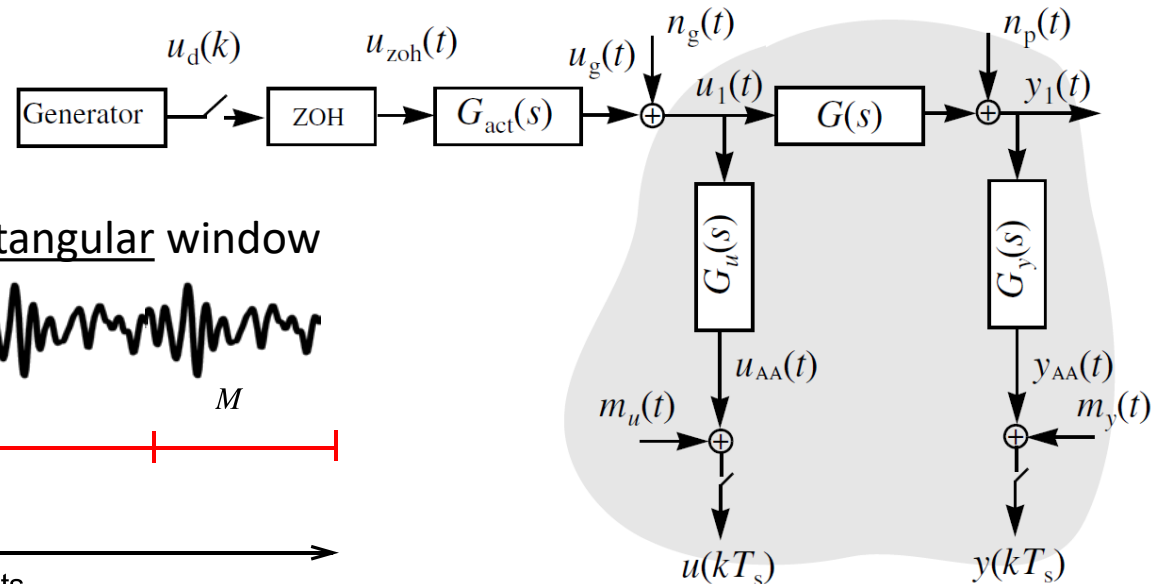 u_d(k)
u_zoh(t)
u_g(t)
n_g(t)
n_p(t)
u_1(t)
y_1(t)
Generator
ZOH
G_act(s)
G(s)
G_u(s)
G_y(s)
tangular window
M
u_AA(t)
y_AA(t)
m_u(t)
m_y(t)
u(kT_s)
y(kT_s)
ts